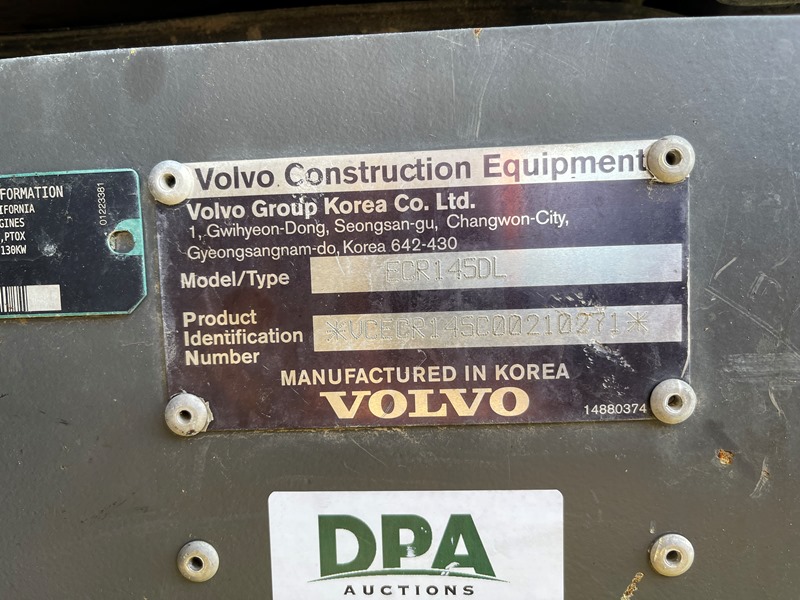 FORMATION
IFORNIA
GINES
,PTOX
130KW
01223381
Volvo Construction Equipment
Volvo Group Korea Co. Ltd.
1, Gwihyeon-Dong, Seongsan-gu, Changwon-City,
Gyeongsangnam-do, Korea 642-430
Model/Type ECR145DL
Product
Identification
Number
*VCECR145C00210271*
MANUFACTURED IN KOREA
VOLVO
14880374
DPA
AUCTIONS